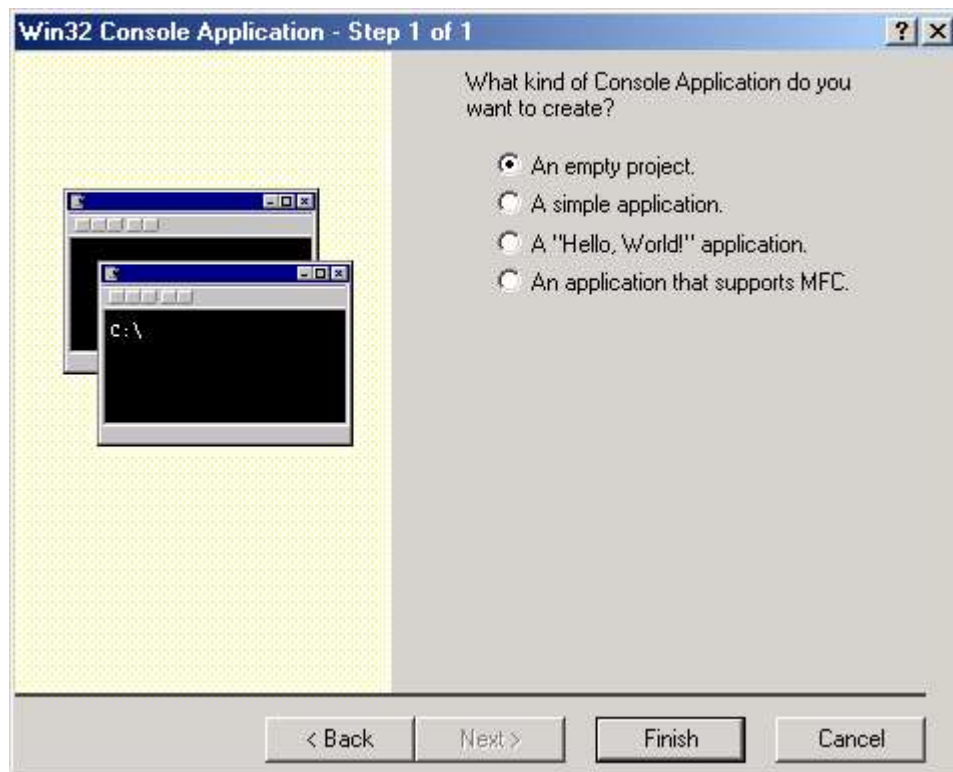 Win32 Console Application - Step 1 of 1
What kind of Console Application do you
want to create?
An empty project.
A simple application.
A "Hello, World!" application.
An application that supports MFC.
C:\
< Back
Next >
Finish
Cancel